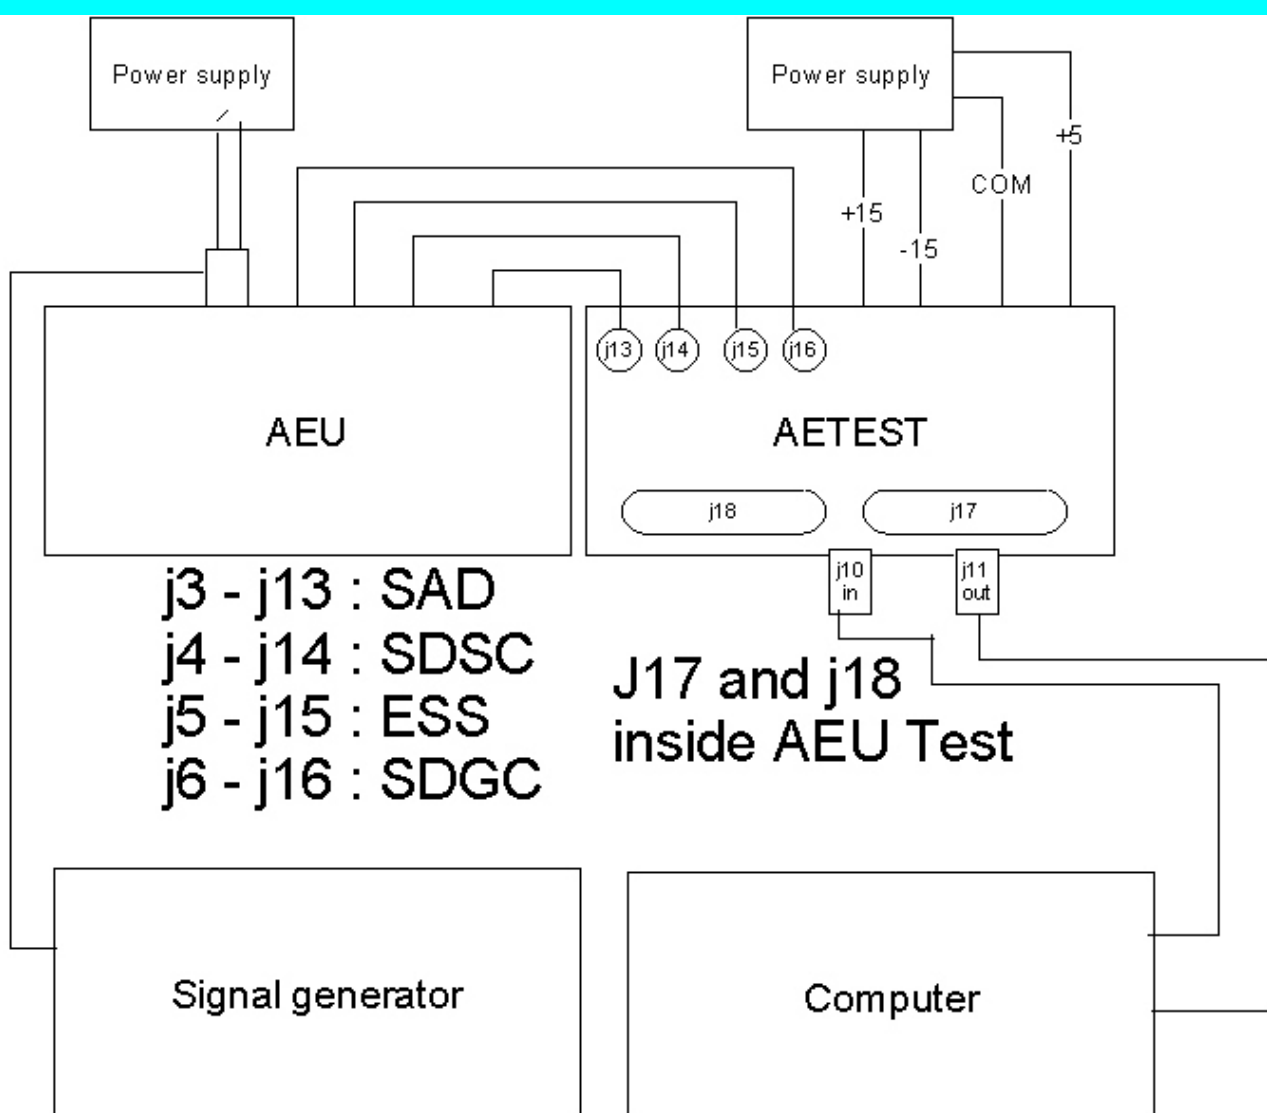 Power supply
Power supply
+5
COM
+15
-15
j13
j14
j15
j16
AEU
AETEST
j18
j17
j10
in
j11
out
j3 - j13 : SAD
j4 - j14 : SDSC
j5 - j15 : ESS
j6 - j16 : SDGC
J17 and j18
inside AEU Test
Signal generator
Computer